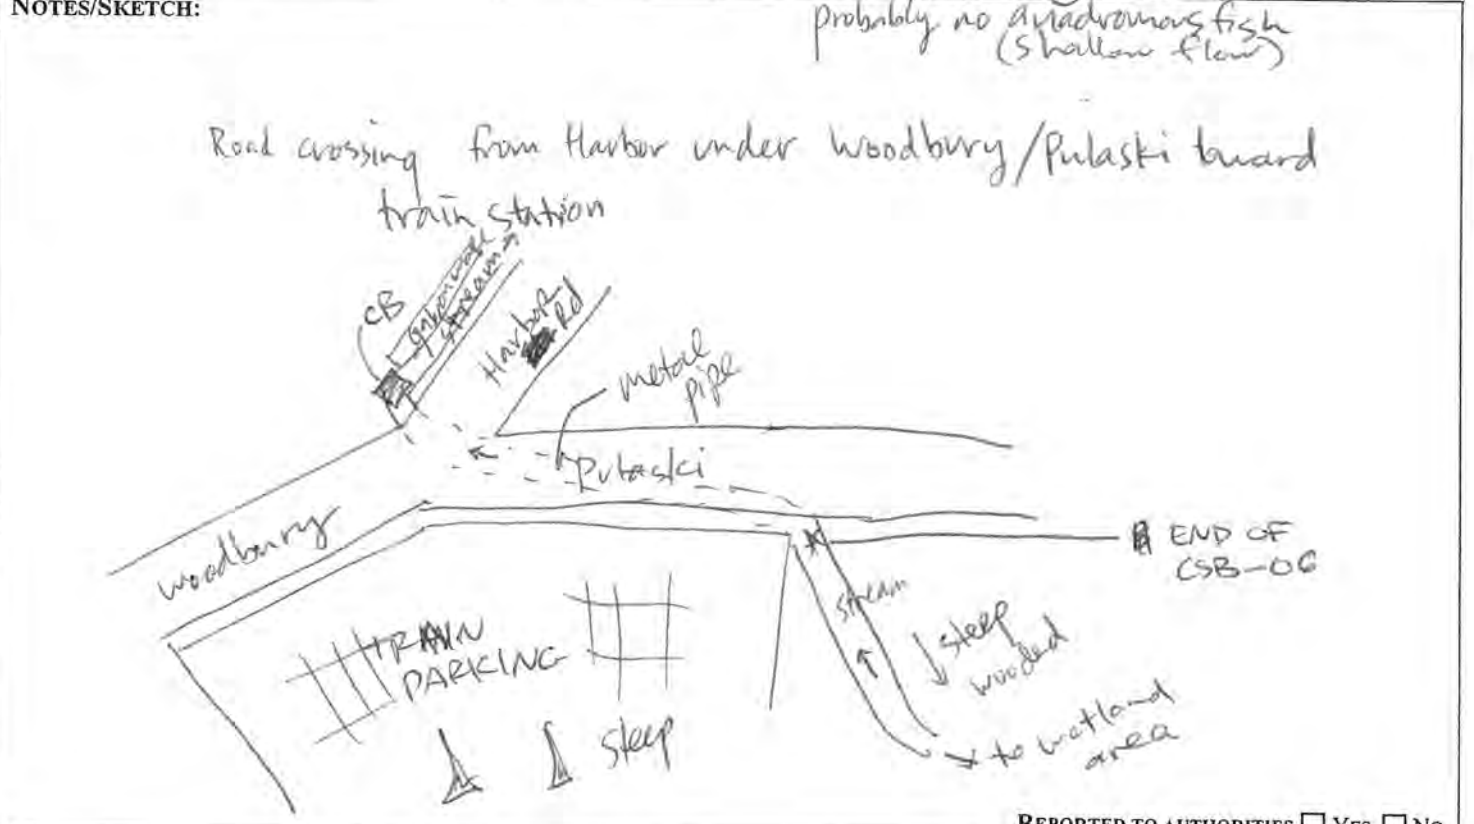 NOTES/SKETCH:
probably no anadromous fish
(shallow flow)
Road crossing from Harbor under Woodbury/Pulaski toward
train station
CB
gabion wall
stream
Harbor
Rd
metal
pipe
Pulaski
woodbury
END OF
CSB-06
stream
steep
wooded
TRAIN
PARKING
steep
to wetland
area
REPORTED TO AUTHORITIES ☐ YES ☐ NO